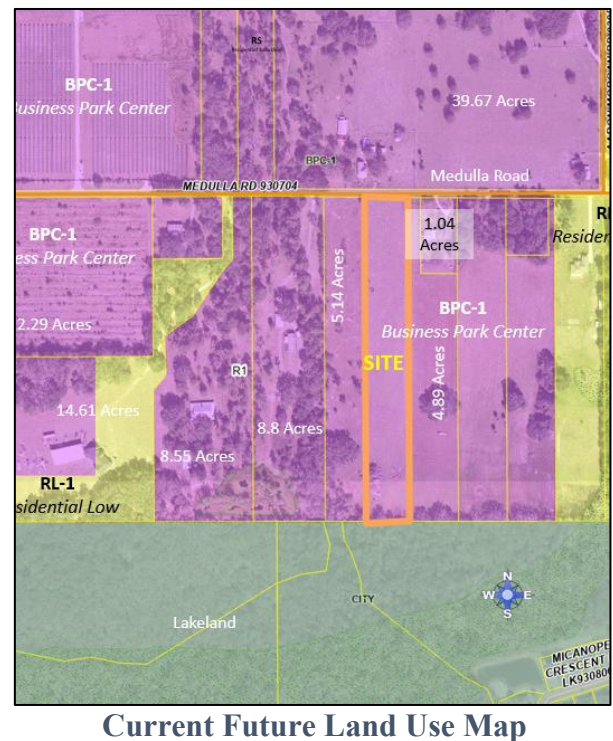 RS
BPC-1
Business Park Center
39.67 Acres
BPC-1
MEDULLA RD 930704
Medulla Road
1.04
Acres
BPC-1
ess Park Center
Residen
2.29 Acres
5.14 Acres
BPC-1
Business Park Center
SITE
R1
4.89 Acres
14.61 Acres
8.8 Acres
8.55 Acres
RL-1
sidential Low
CITY
Lakeland
N
W E
S
MICANOPE
CRESCENT
LK93080
Current Future Land Use Map